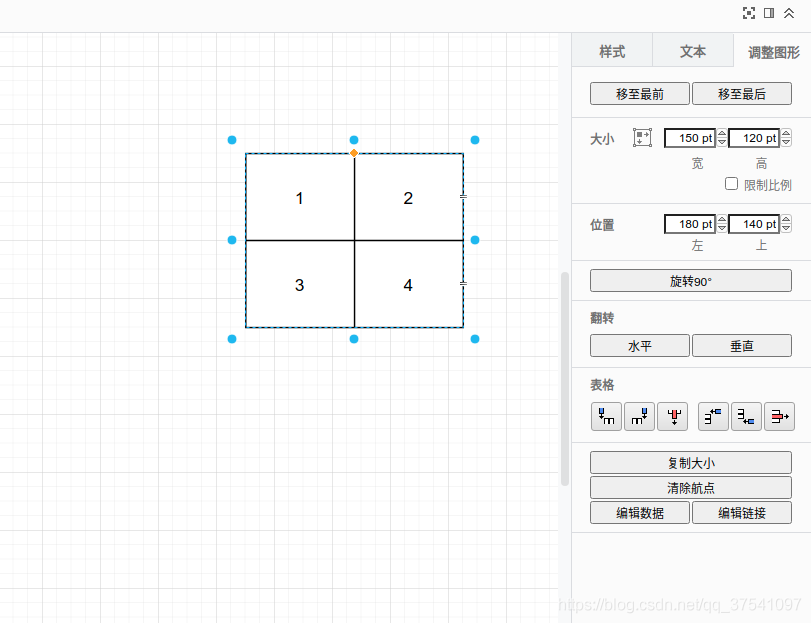 样式 文本 调整图形
移至最前 移至最后
大小 150 pt 120 pt
宽 高
限制比例
1 2
位置 180 pt 140 pt
左 上
3 4
旋转90°
翻转
水平 垂直
表格
复制大小
清除航点
编辑数据 编辑链接
https://blog.csdn.net/qq_37541097